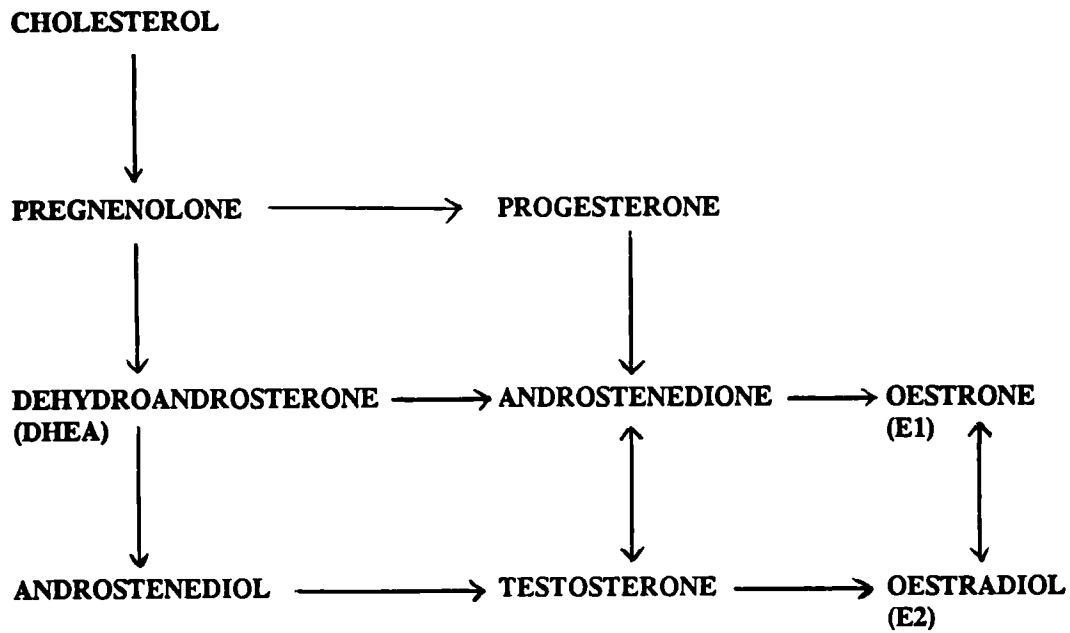 CHOLESTEROL
PREGNENOLONE PROGESTERONE
DEHYDROANDROSTERONE ANDROSTENEDIONE OESTRONE
(DHEA) (E1)
ANDROSTENEDIOL TESTOSTERONE OESTRADIOL
(E2)